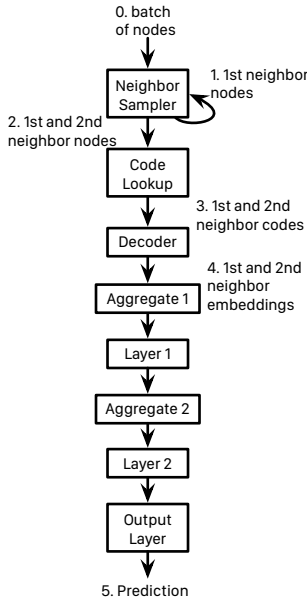 0. batch
of nodes
Neighbor
Sampler
1. 1st neighbor
nodes
2. 1st and 2nd
neighbor nodes
Code
Lookup
3. 1st and 2nd
neighbor codes
Decoder
4. 1st and 2nd
neighbor
embeddings
Aggregate 1
Layer 1
Aggregate 2
Layer 2
Output
Layer
5. Prediction